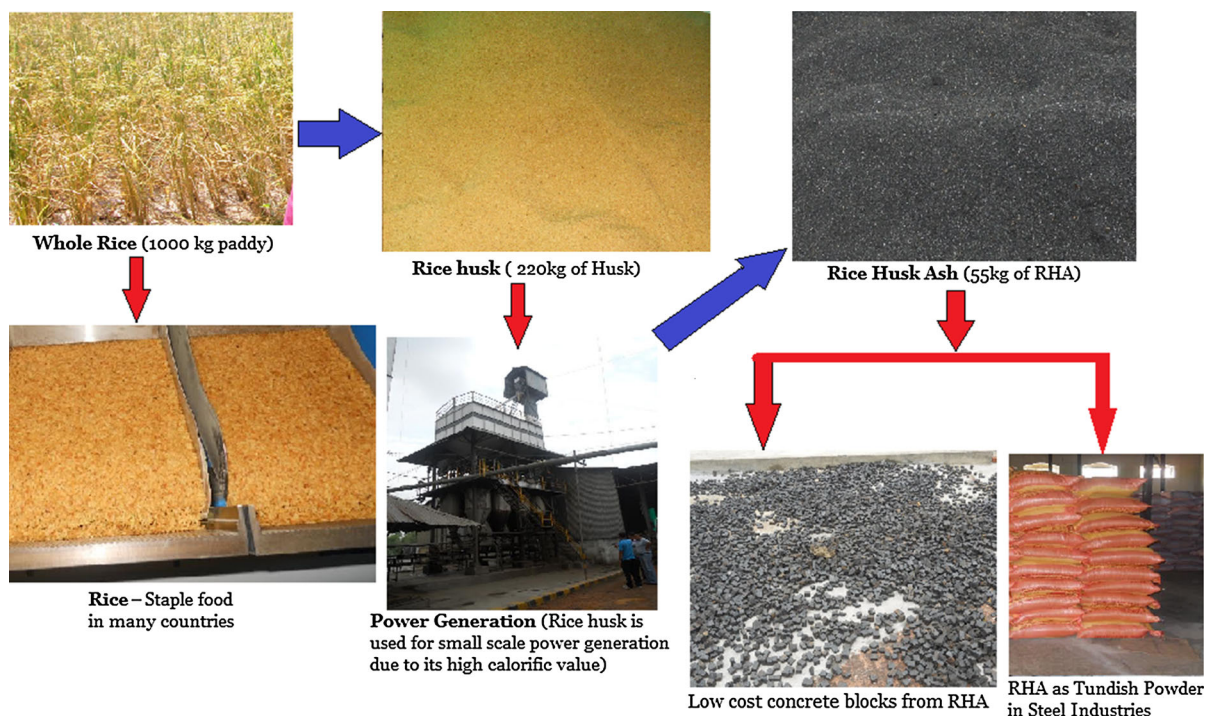 Whole Rice (1000 kg paddy)
Rice husk ( 220kg of Husk)
Rice Husk Ash (55kg of RHA)
Rice – Staple food
in many countries
Power Generation (Rice husk is
used for small scale power generation
due to its high calorific value)
Low cost concrete blocks from RHA
RHA as Tundish Powder
in Steel Industries